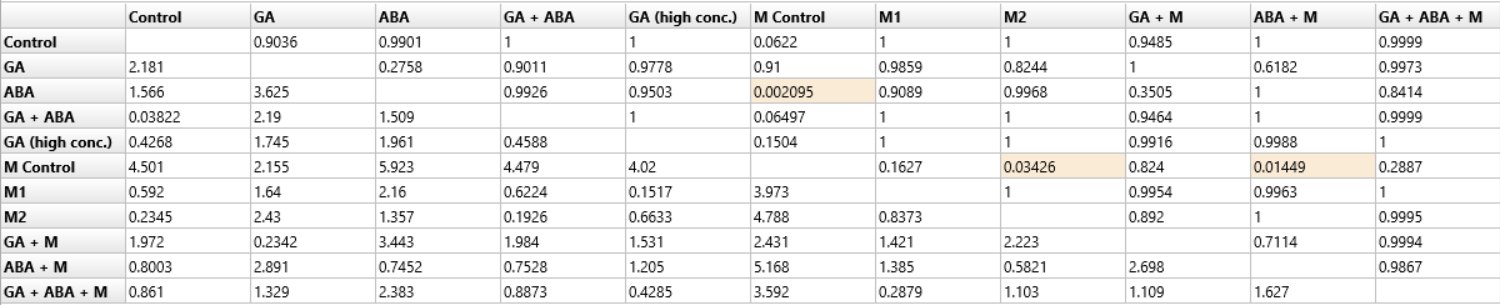 Control GA ABA GA + ABA GA (high conc.) M Control M1 M2 GA + M ABA + M GA + ABA + M
Control 0.9036 0.9901 1 1 0.0622 1 1 0.9485 1 0.9999
GA 2.181 0.2758 0.9011 0.9778 0.91 0.9859 0.8244 1 0.6182 0.9973
ABA 1.566 3.625 0.9926 0.9503 0.002095 0.9089 0.9968 0.3505 1 0.8414
GA + ABA 0.03822 2.19 1.509 1 0.06497 1 1 0.9464 1 0.9999
GA (high conc.) 0.4268 1.745 1.961 0.4588 0.1504 1 1 0.9916 0.9988 1
M Control 4.501 2.155 5.923 4.479 4.02 0.1627 0.03426 0.824 0.01449 0.2887
M1 0.592 1.64 2.16 0.6224 0.1517 3.973 1 0.9954 0.9963 1
M2 0.2345 2.43 1.357 0.1926 0.6633 4.788 0.8373 0.892 1 0.9995
GA + M 1.972 0.2342 3.443 1.984 1.531 2.431 1.421 2.223 0.7114 0.9994
ABA + M 0.8003 2.891 0.7452 0.7528 1.205 5.168 1.385 0.5821 2.698 0.9867
GA + ABA + M 0.861 1.329 2.383 0.8873 0.4285 3.592 0.2879 1.103 1.109 1.627